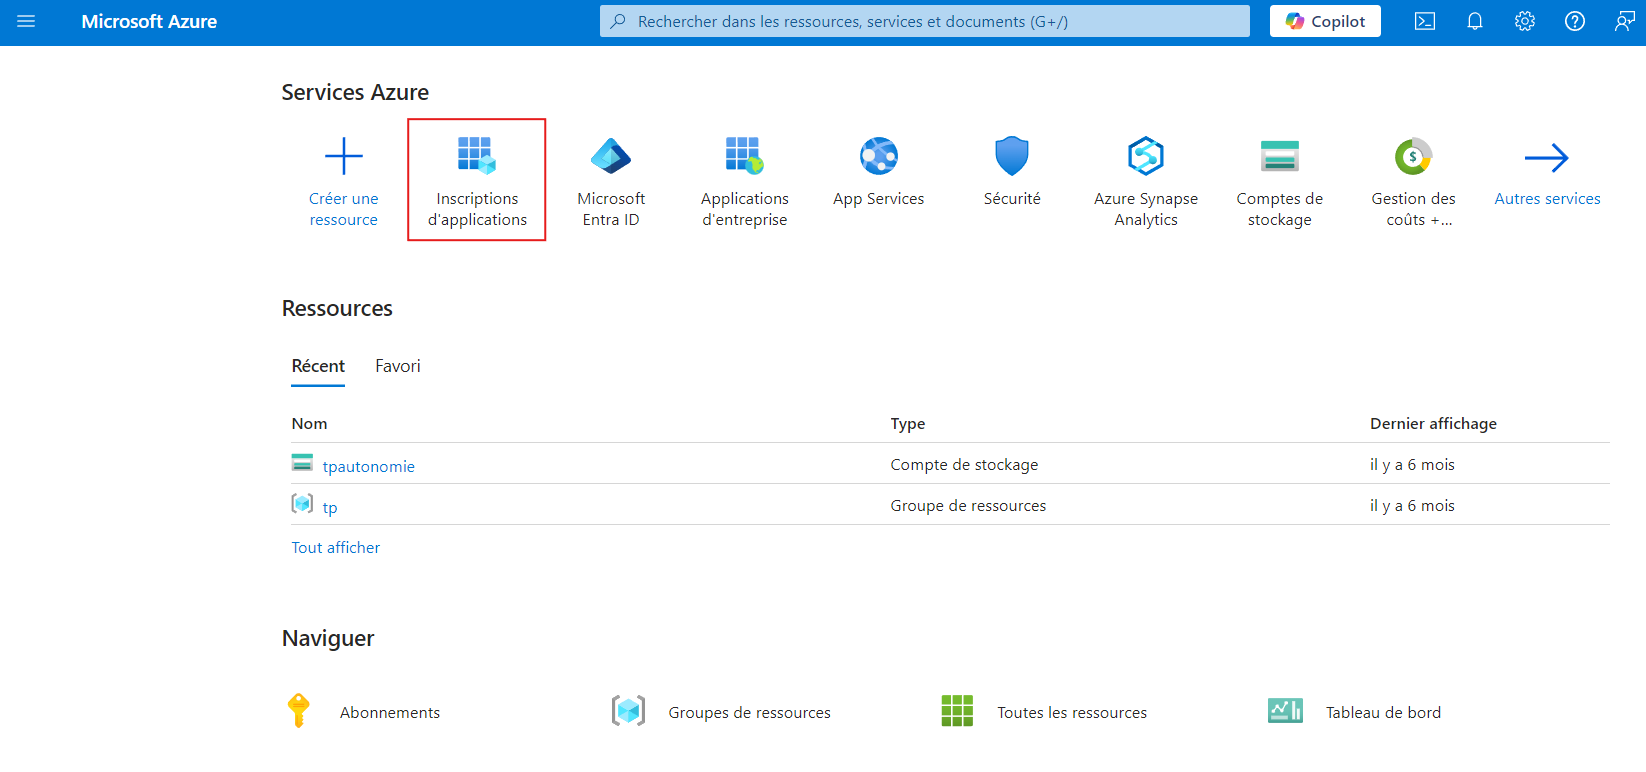 Microsoft Azure
Rechercher dans les ressources, services et documents (G+/)
Copilot
Services Azure
Créer une
ressource
Inscriptions
d'applications
Microsoft
Entra ID
Applications
d'entreprise
App Services
Sécurité
Azure Synapse
Analytics
Comptes de
stockage
Gestion des
coûts +...
Autres services
Ressources
Récent
Favori
Nom
Type
Dernier affichage
tpautonomie
Compte de stockage
il y a 6 mois
tp
Groupe de ressources
il y a 6 mois
Tout afficher
Naviguer
Abonnements
Groupes de ressources
Toutes les ressources
Tableau de bord